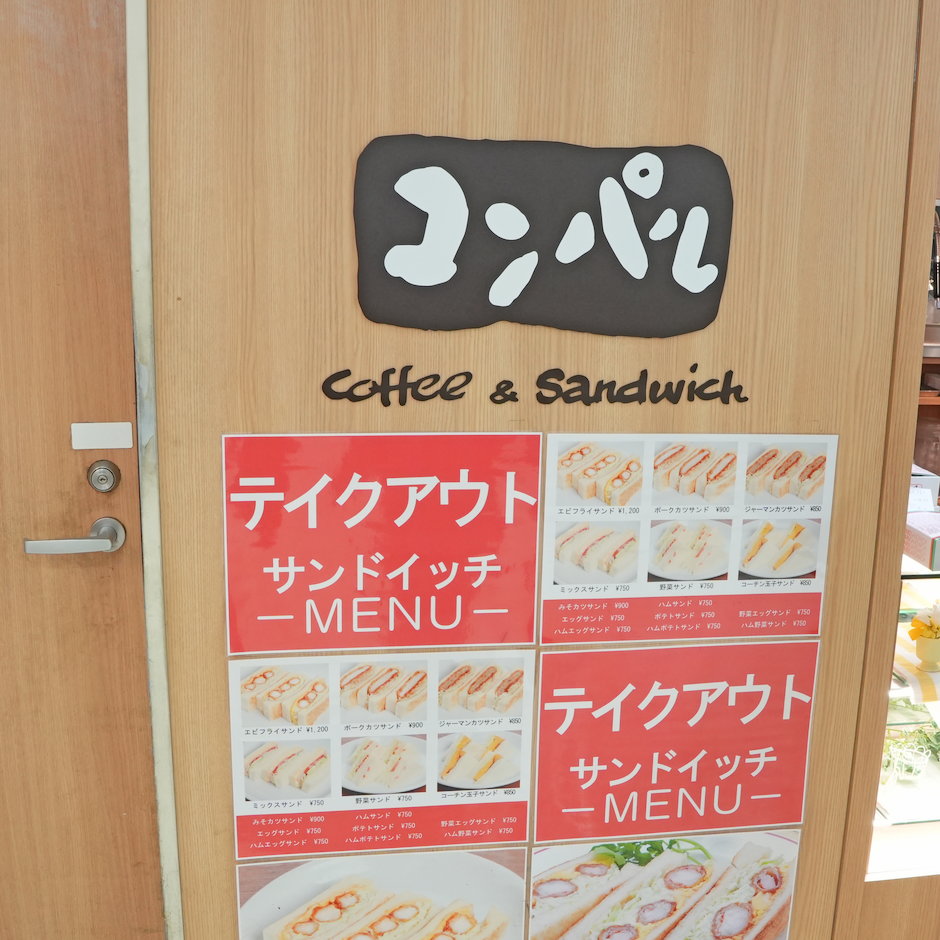 コンパル
coffee & sandwich
テイクアウト
サンドイッチ
-MENU-
エビフライサンド ¥1,200 ポークカツサンド ¥900 ジャーマンカツサンド ¥850
ミックスサンド ¥750 野菜サンド ¥750 コーチン玉子サンド ¥850
みそカツサンド ¥900 ハムサンド ¥750
エッグサンド ¥750 ポテトサンド ¥750 野菜エッグサンド ¥750
ハムエッグサンド ¥750 ハムポテトサンド ¥750 ハム野菜サンド ¥750
エビフライサンド ¥1,200 ポークカツサンド ¥900 ジャーマンカツサンド ¥850
ミックスサンド ¥750 野菜サンド ¥750 コーチン玉子サンド ¥850
みそカツサンド ¥900 ハムサンド ¥750
エッグサンド ¥750 ポテトサンド ¥750 野菜エッグサンド ¥750
ハムエッグサンド ¥750 ハムポテトサンド ¥750 ハム野菜サンド ¥750
テイクアウト
サンドイッチ
-MENU-